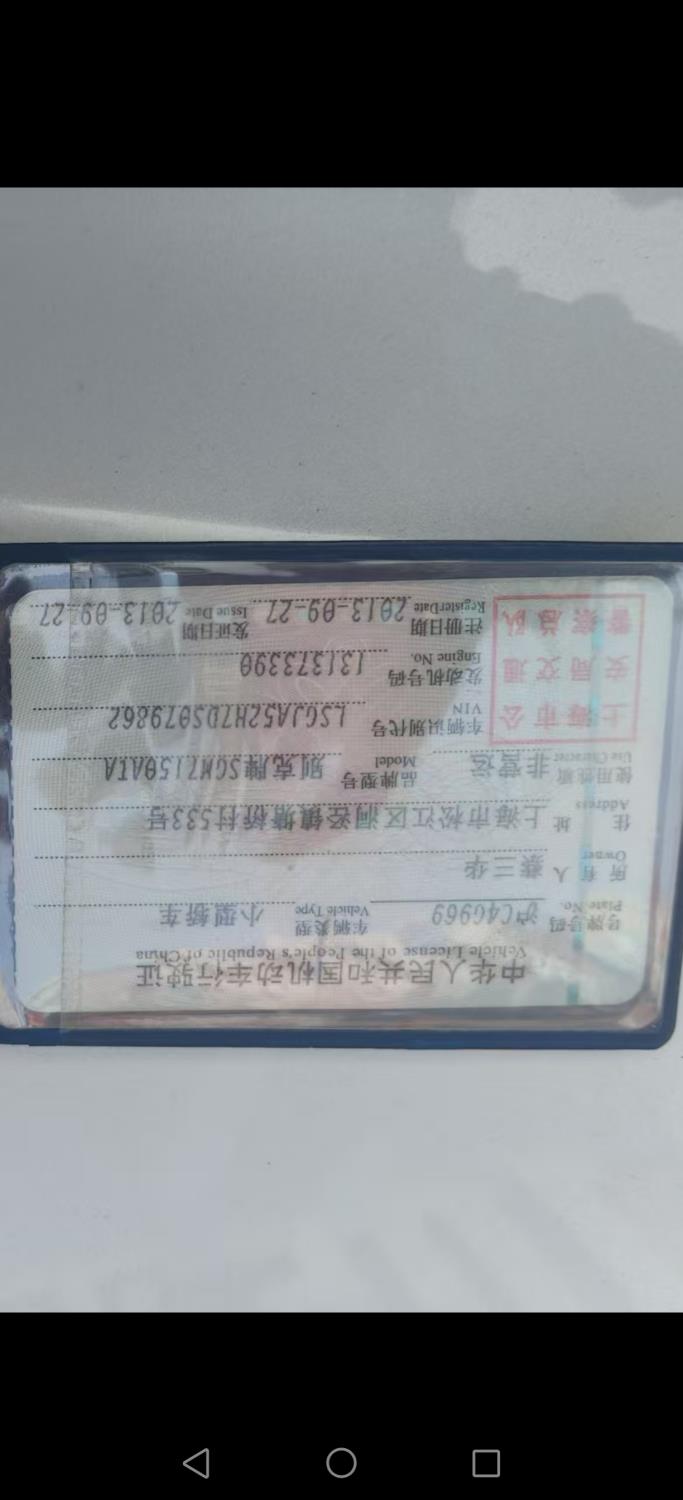 中华人民共和国机动车行驶证
Vehicle License of the People's Republic of China
号牌号码 沪C4G969 车辆类型 小型轿车
Plate No. Vehicle Type
所有人 蔡三华
Owner
住址 上海市松江区洞泾镇塘桥村533号
Address
使用性质 非营运 品牌型号 别克牌SGM7150ATA
Use Character Model
上海市公安局交通警察总队
车辆识别代号 LSGJA52H7DS079862
VIN
发动机号码 131373390
Engine No.
注册日期 2013-09-27 发证日期 2013-09-27
Register Date Issue Date